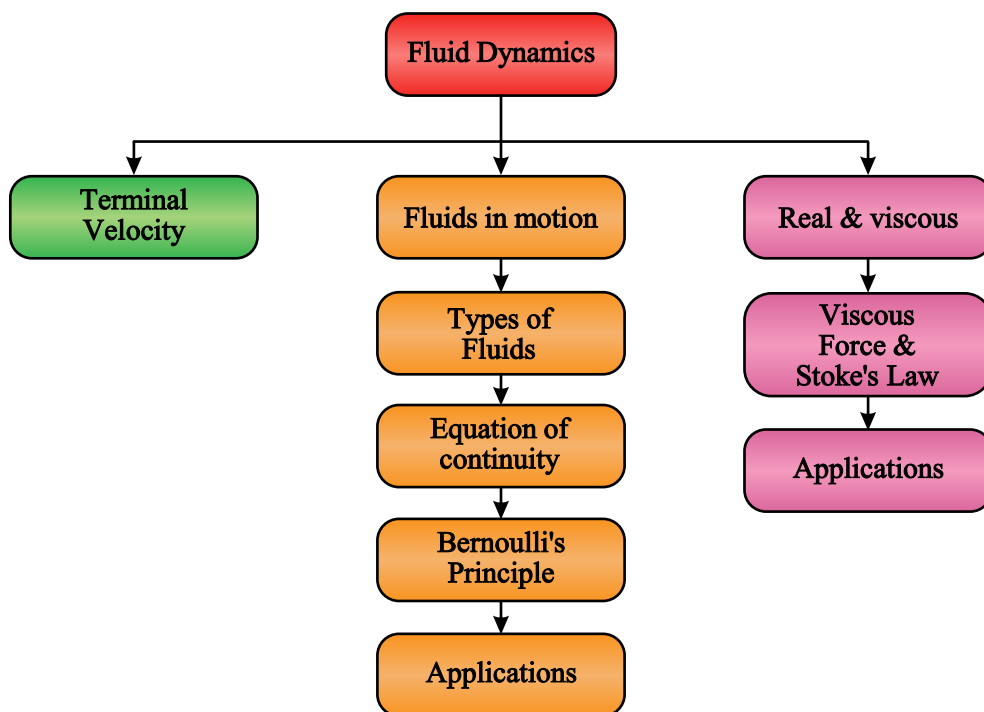 Fluid Dynamics
Terminal
Velocity
Fluids in motion
Real & viscous
Types of
Fluids
Viscous
Force &
Stoke's Law
Equation of
continuity
Applications
Bernoulli's
Principle
Applications